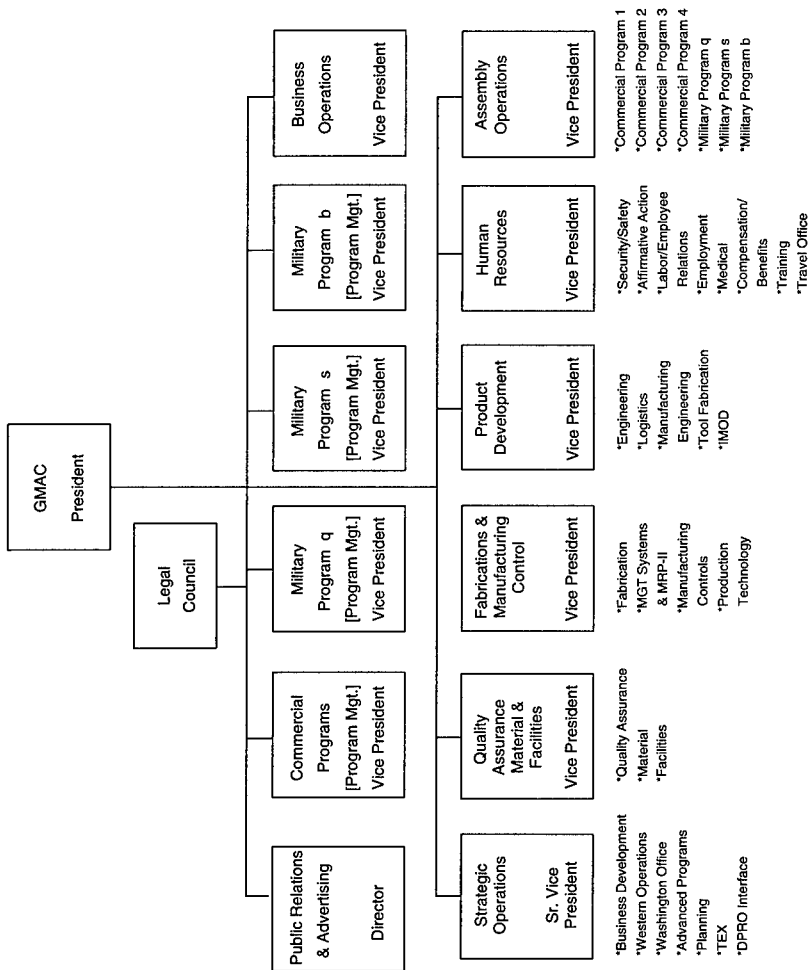 GMAC
President
Legal
Council
Public Relations
& Advertising
Director
Commercial
Programs
[Program Mgt.]
Vice President
Military
Program q
[Program Mgt.]
Vice President
Military
Program s
[Program Mgt.]
Vice President
Military
Program b
[Program Mgt.]
Vice President
Business
Operations
Vice President
Strategic
Operations
Sr. Vice
President
*Business Development
*Western Operations
*Washington Office
*Advanced Programs
*Planning
*TEX
*DPRO Interface
Quality
Assurance
Material &
Facilities
Vice President
*Quality Assurance
*Material
*Facilities
Fabrications &
Manufacturing
Control
Vice President
*Fabrication
*MGT Systems
& MRP-II
*Manufacturing
Controls
*Production
Technology
Product
Development
Vice President
*Engineering
*Logistics
*Manufacturing
Engineering
*Tool Fabrication
*IMOD
Human
Resources
Vice President
*Security/Safety
*Affirmative Action
*Labor/Employee
Relations
*Employment
*Medical
*Compensation/
Benefits
*Training
*Travel Office
Assembly
Operations
Vice President
*Commercial Program 1
*Commercial Program 2
*Commercial Program 3
*Commercial Program 4
*Military Program q
*Military Program s
*Military Program b